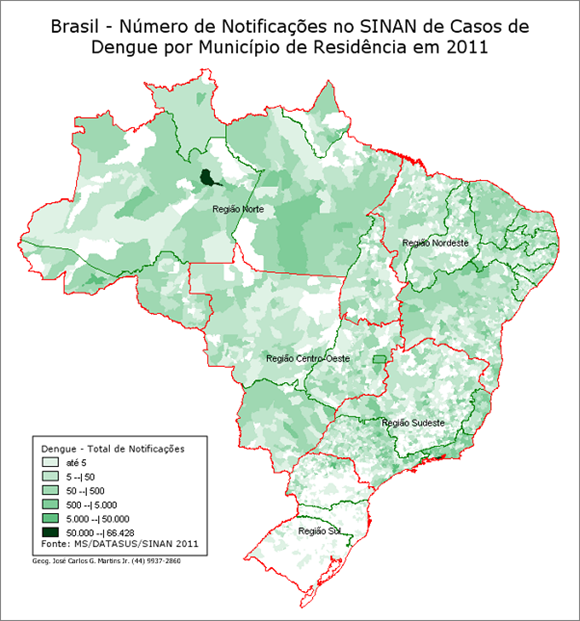 Brasil - Número de Notificações no SINAN de Casos de
Dengue por Município de Residência em 2011
Região Norte
Região Nordeste
Região Centro-Oeste
Região Sudeste
Região Sul
Dengue - Total de Notificações
até 5
5 --| 50
50 --| 500
500 --| 5.000
5.000 --| 50.000
50.000 --| 66.428
Fonte: MS/DATASUS/SINAN 2011
Geog. José Carlos G. Martins Jr. (44) 9937-2860